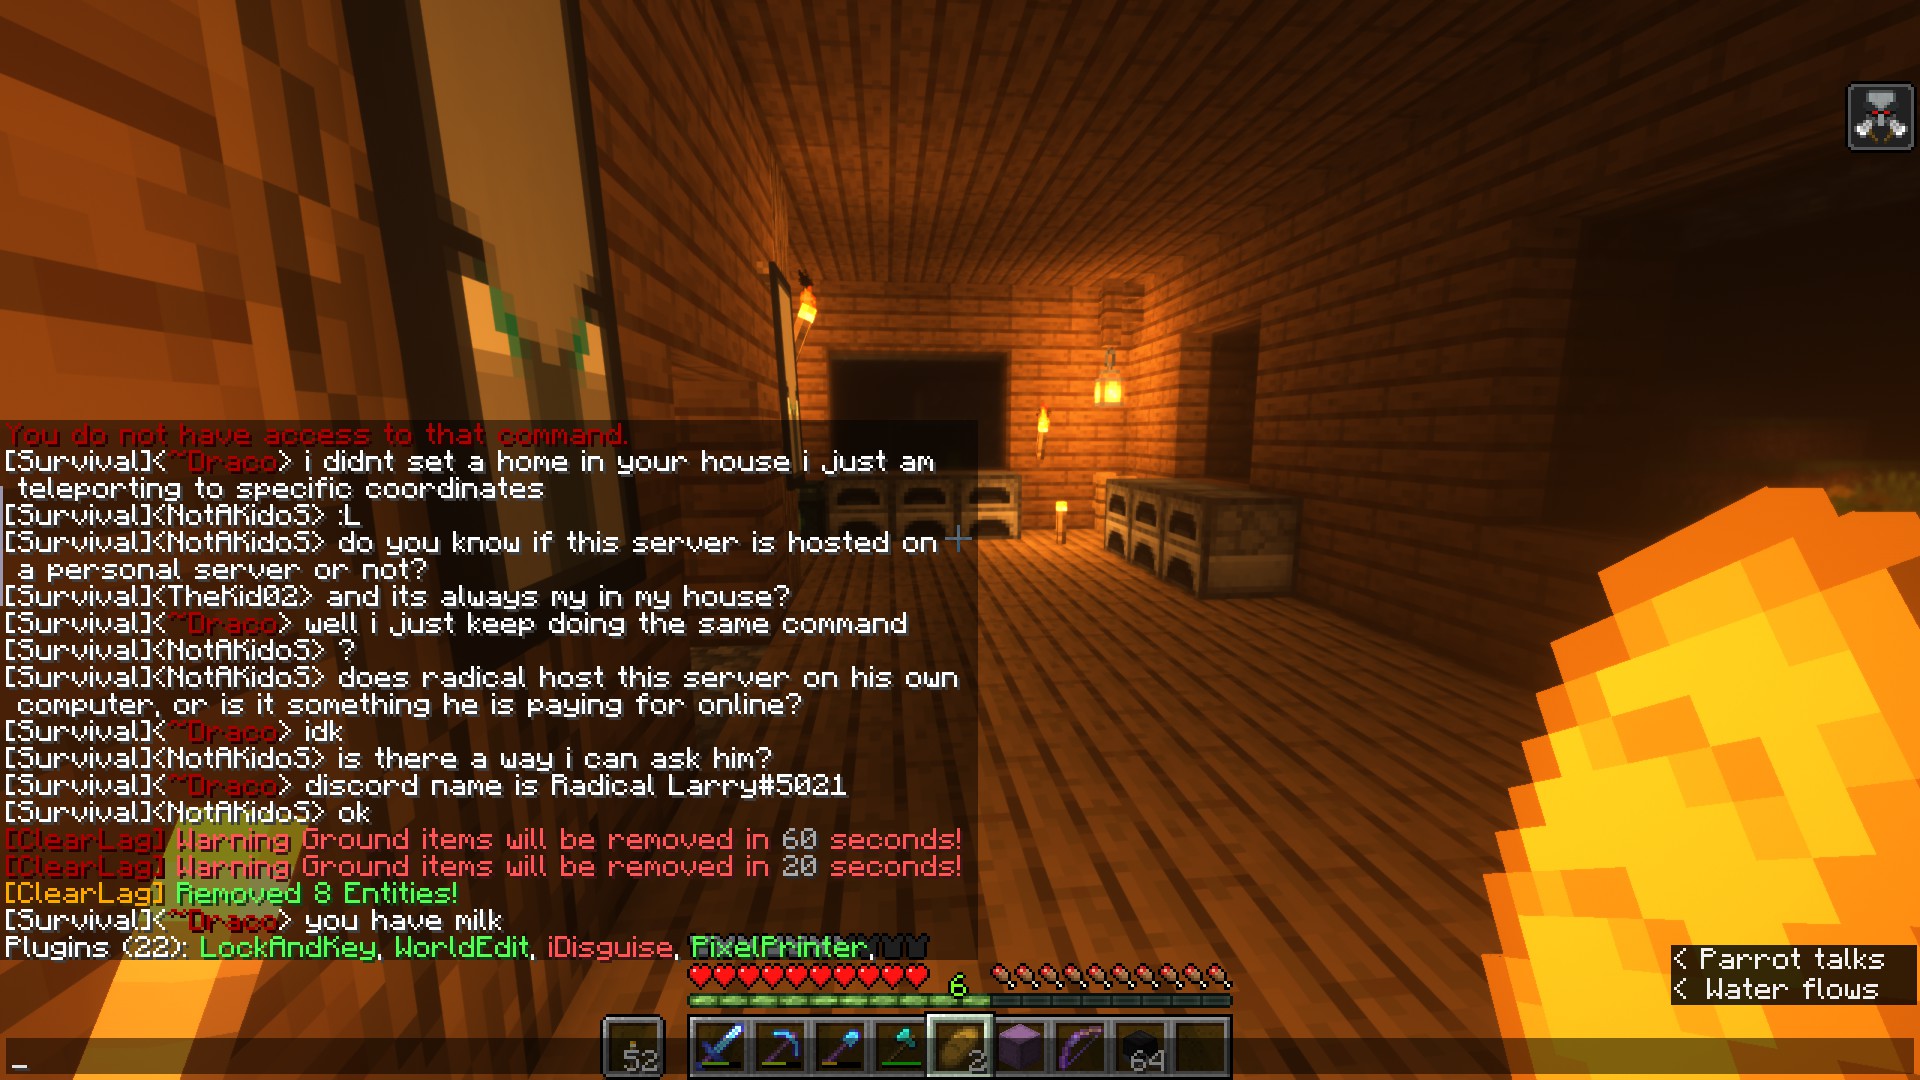 You do not have access to that command.
[Survival]<~Draco> i didnt set a home in your house i just am
teleporting to specific coordinates
[Survival]<NotAKidoS> :L
[Survival]<NotAKidoS> do you know if this server is hosted on
a personal server or not?
[Survival]<TheKid02> and its always my in my house?
[Survival]<~Draco> well i just keep doing the same command
[Survival]<NotAKidoS> ?
[Survival]<NotAKidoS> does radical host this server on his own
computer, or is it something he is paying for online?
[Survival]<~Draco> idk
[Survival]<NotAKidoS> is there a way i can ask him?
[Survival]<~Draco> discord name is Radical Larry#5021
[Survival]<NotAKidoS> ok
[ClearLag] Warning Ground items will be removed in 60 seconds!
[ClearLag] Warning Ground items will be removed in 20 seconds!
[ClearLag] Removed 8 Entities!
[Survival]<~Draco> you have milk
Plugins (22): LockAndKey, WorldEdit, iDisguise, PixelPrinter,
< Parrot talks
< Water flows
6
52
2
64
_